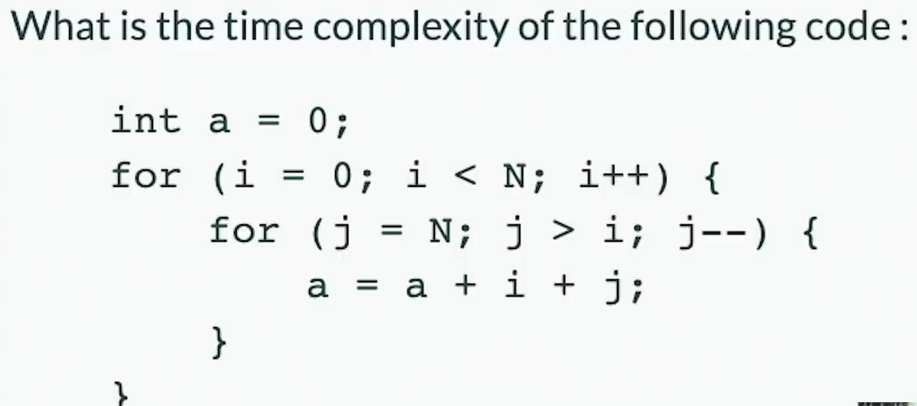 What is the time complexity of the following code :
int a = 0;
for (i = 0; i < N; i++) {
for (j = N; j > i; j--) {
a = a + i + j;
}
}